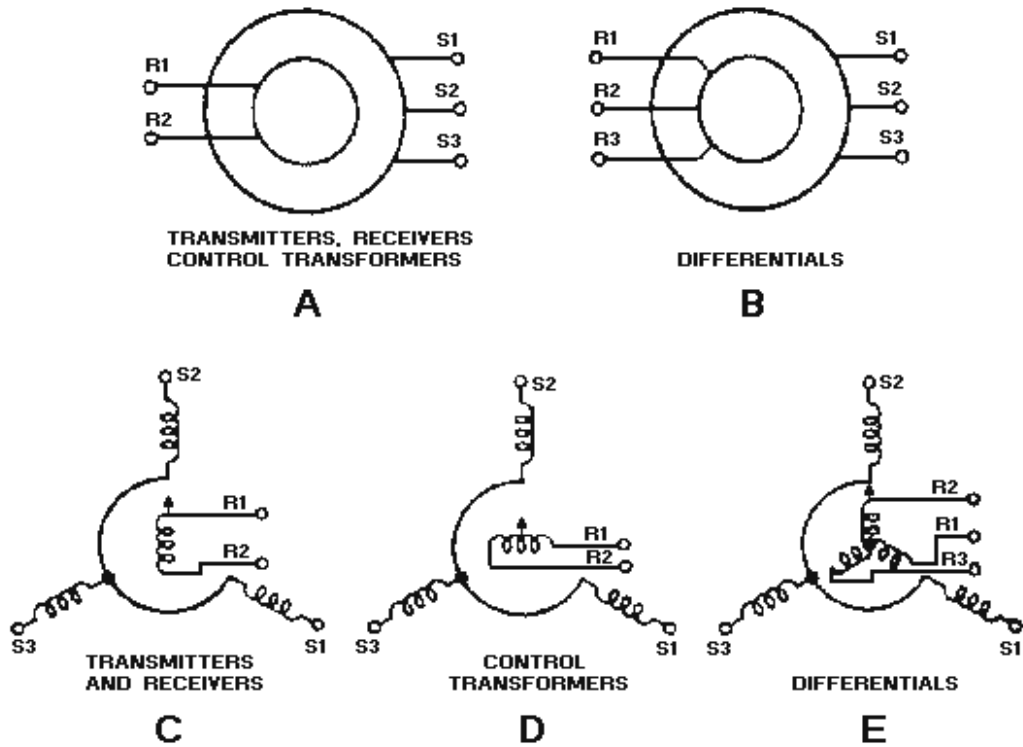 R1
R2
S1
S2
S3
TRANSMITTERS, RECEIVERS
CONTROL TRANSFORMERS
A
R1
R2
R3
S1
S2
S3
DIFFERENTIALS
B
S2
R1
R2
S3
S1
TRANSMITTERS
AND RECEIVERS
C
S2
R1
R2
S3
S1
CONTROL
TRANSFORMERS
D
S2
R2
R1
R3
S3
S1
DIFFERENTIALS
E